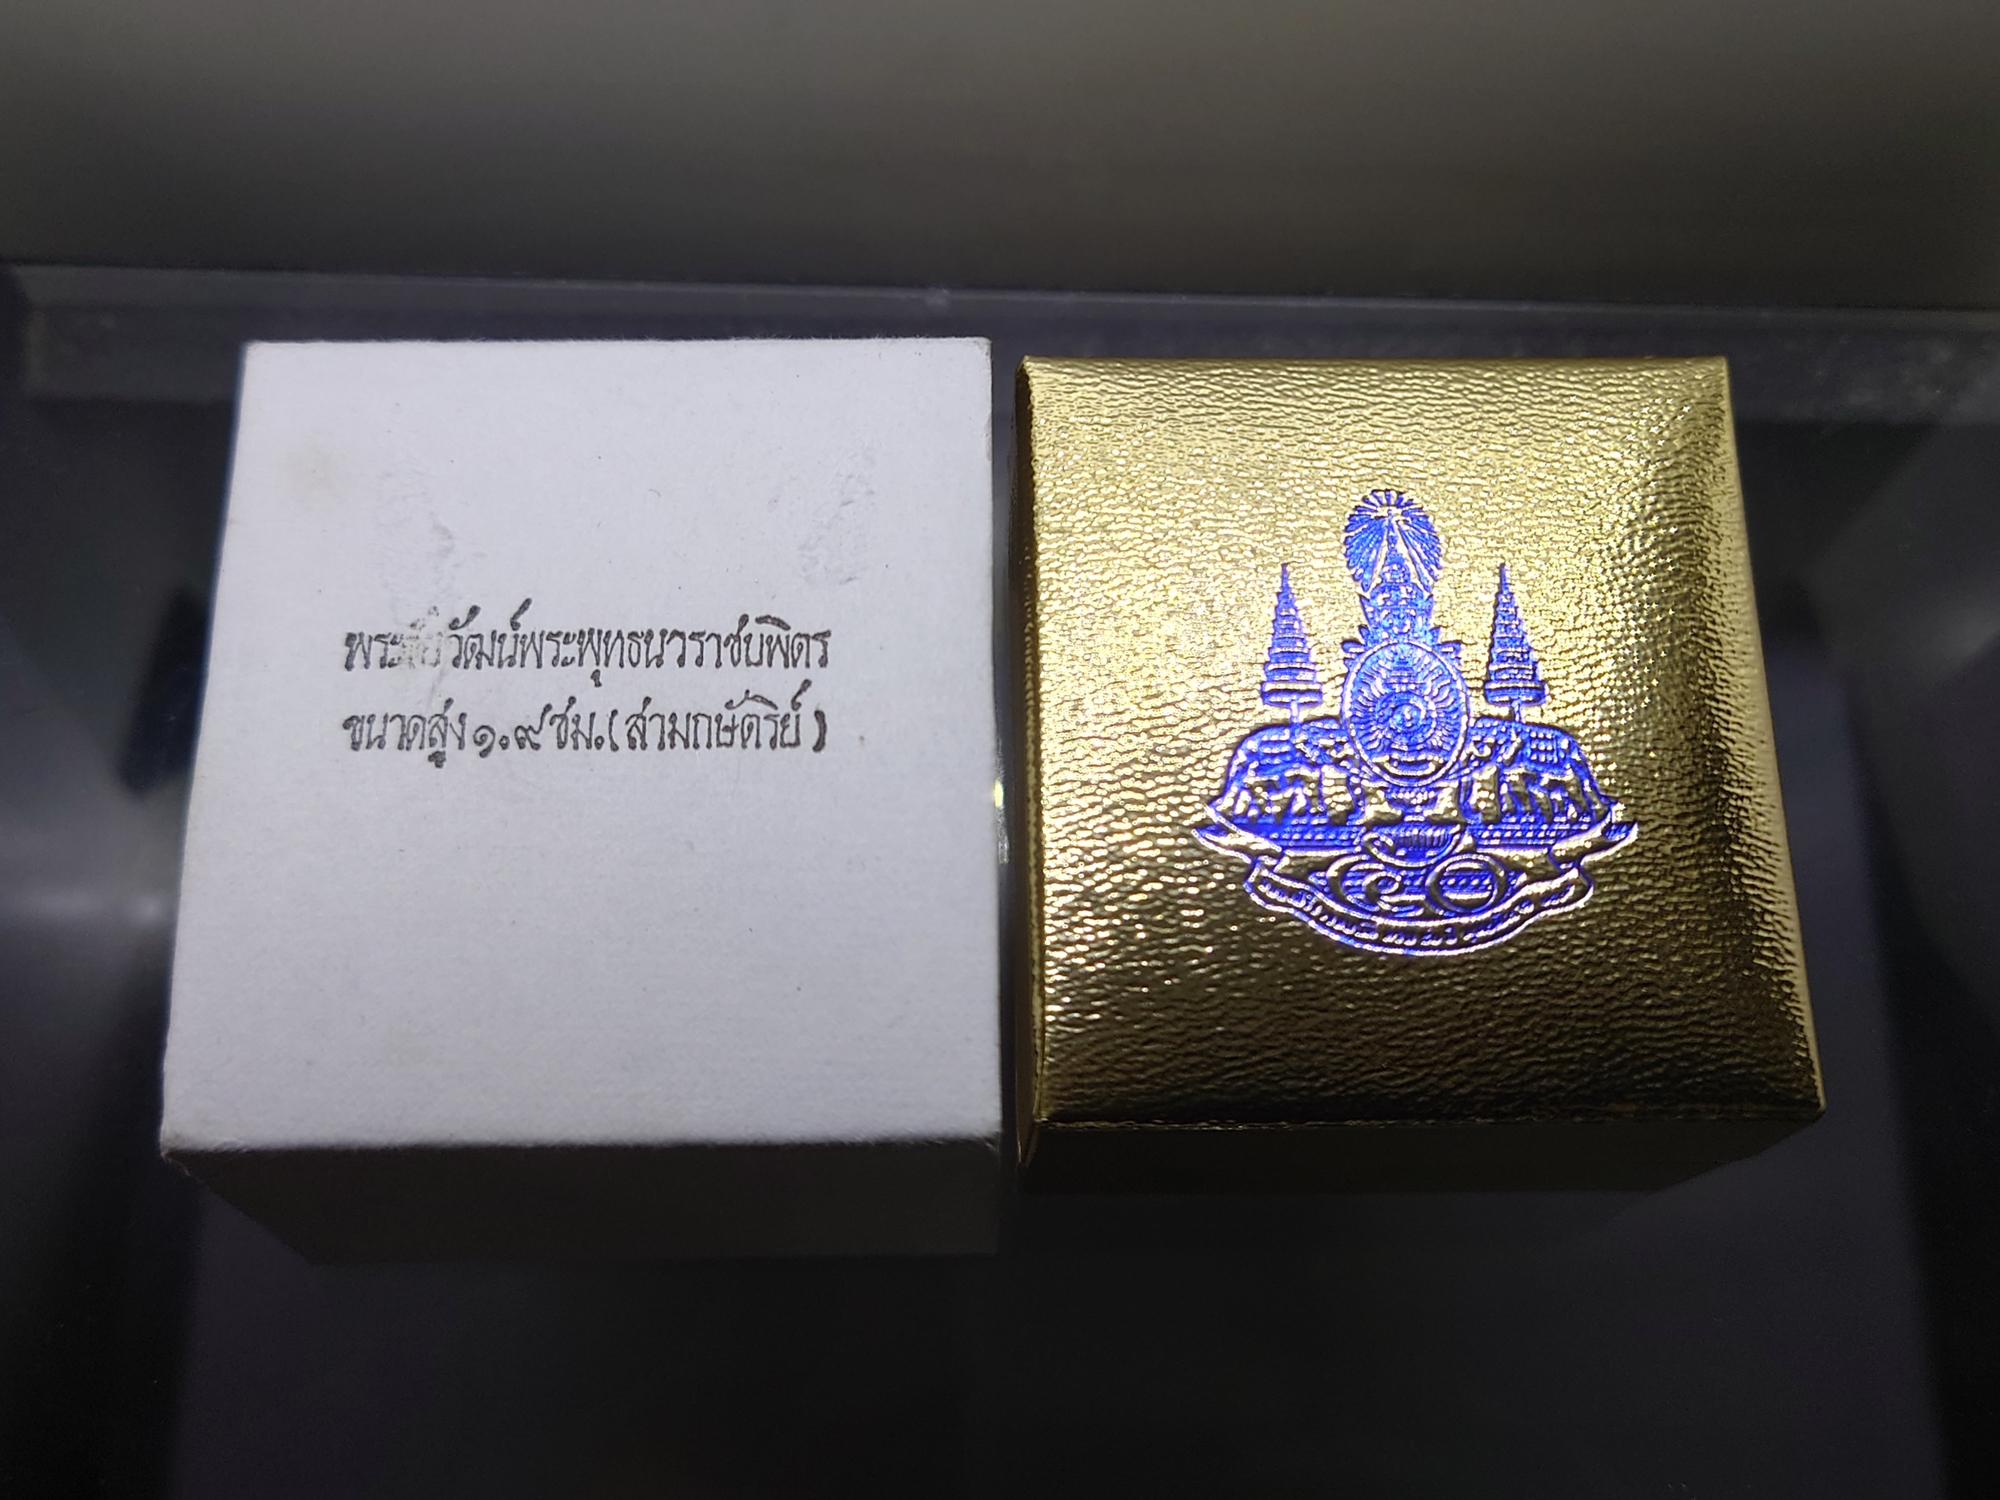 พระชัยวัฒน์พระพุทธนวราชบพิตร
ขนาดสูง ๑.๙ ซม. (สามกษัตริย์)
๕๐